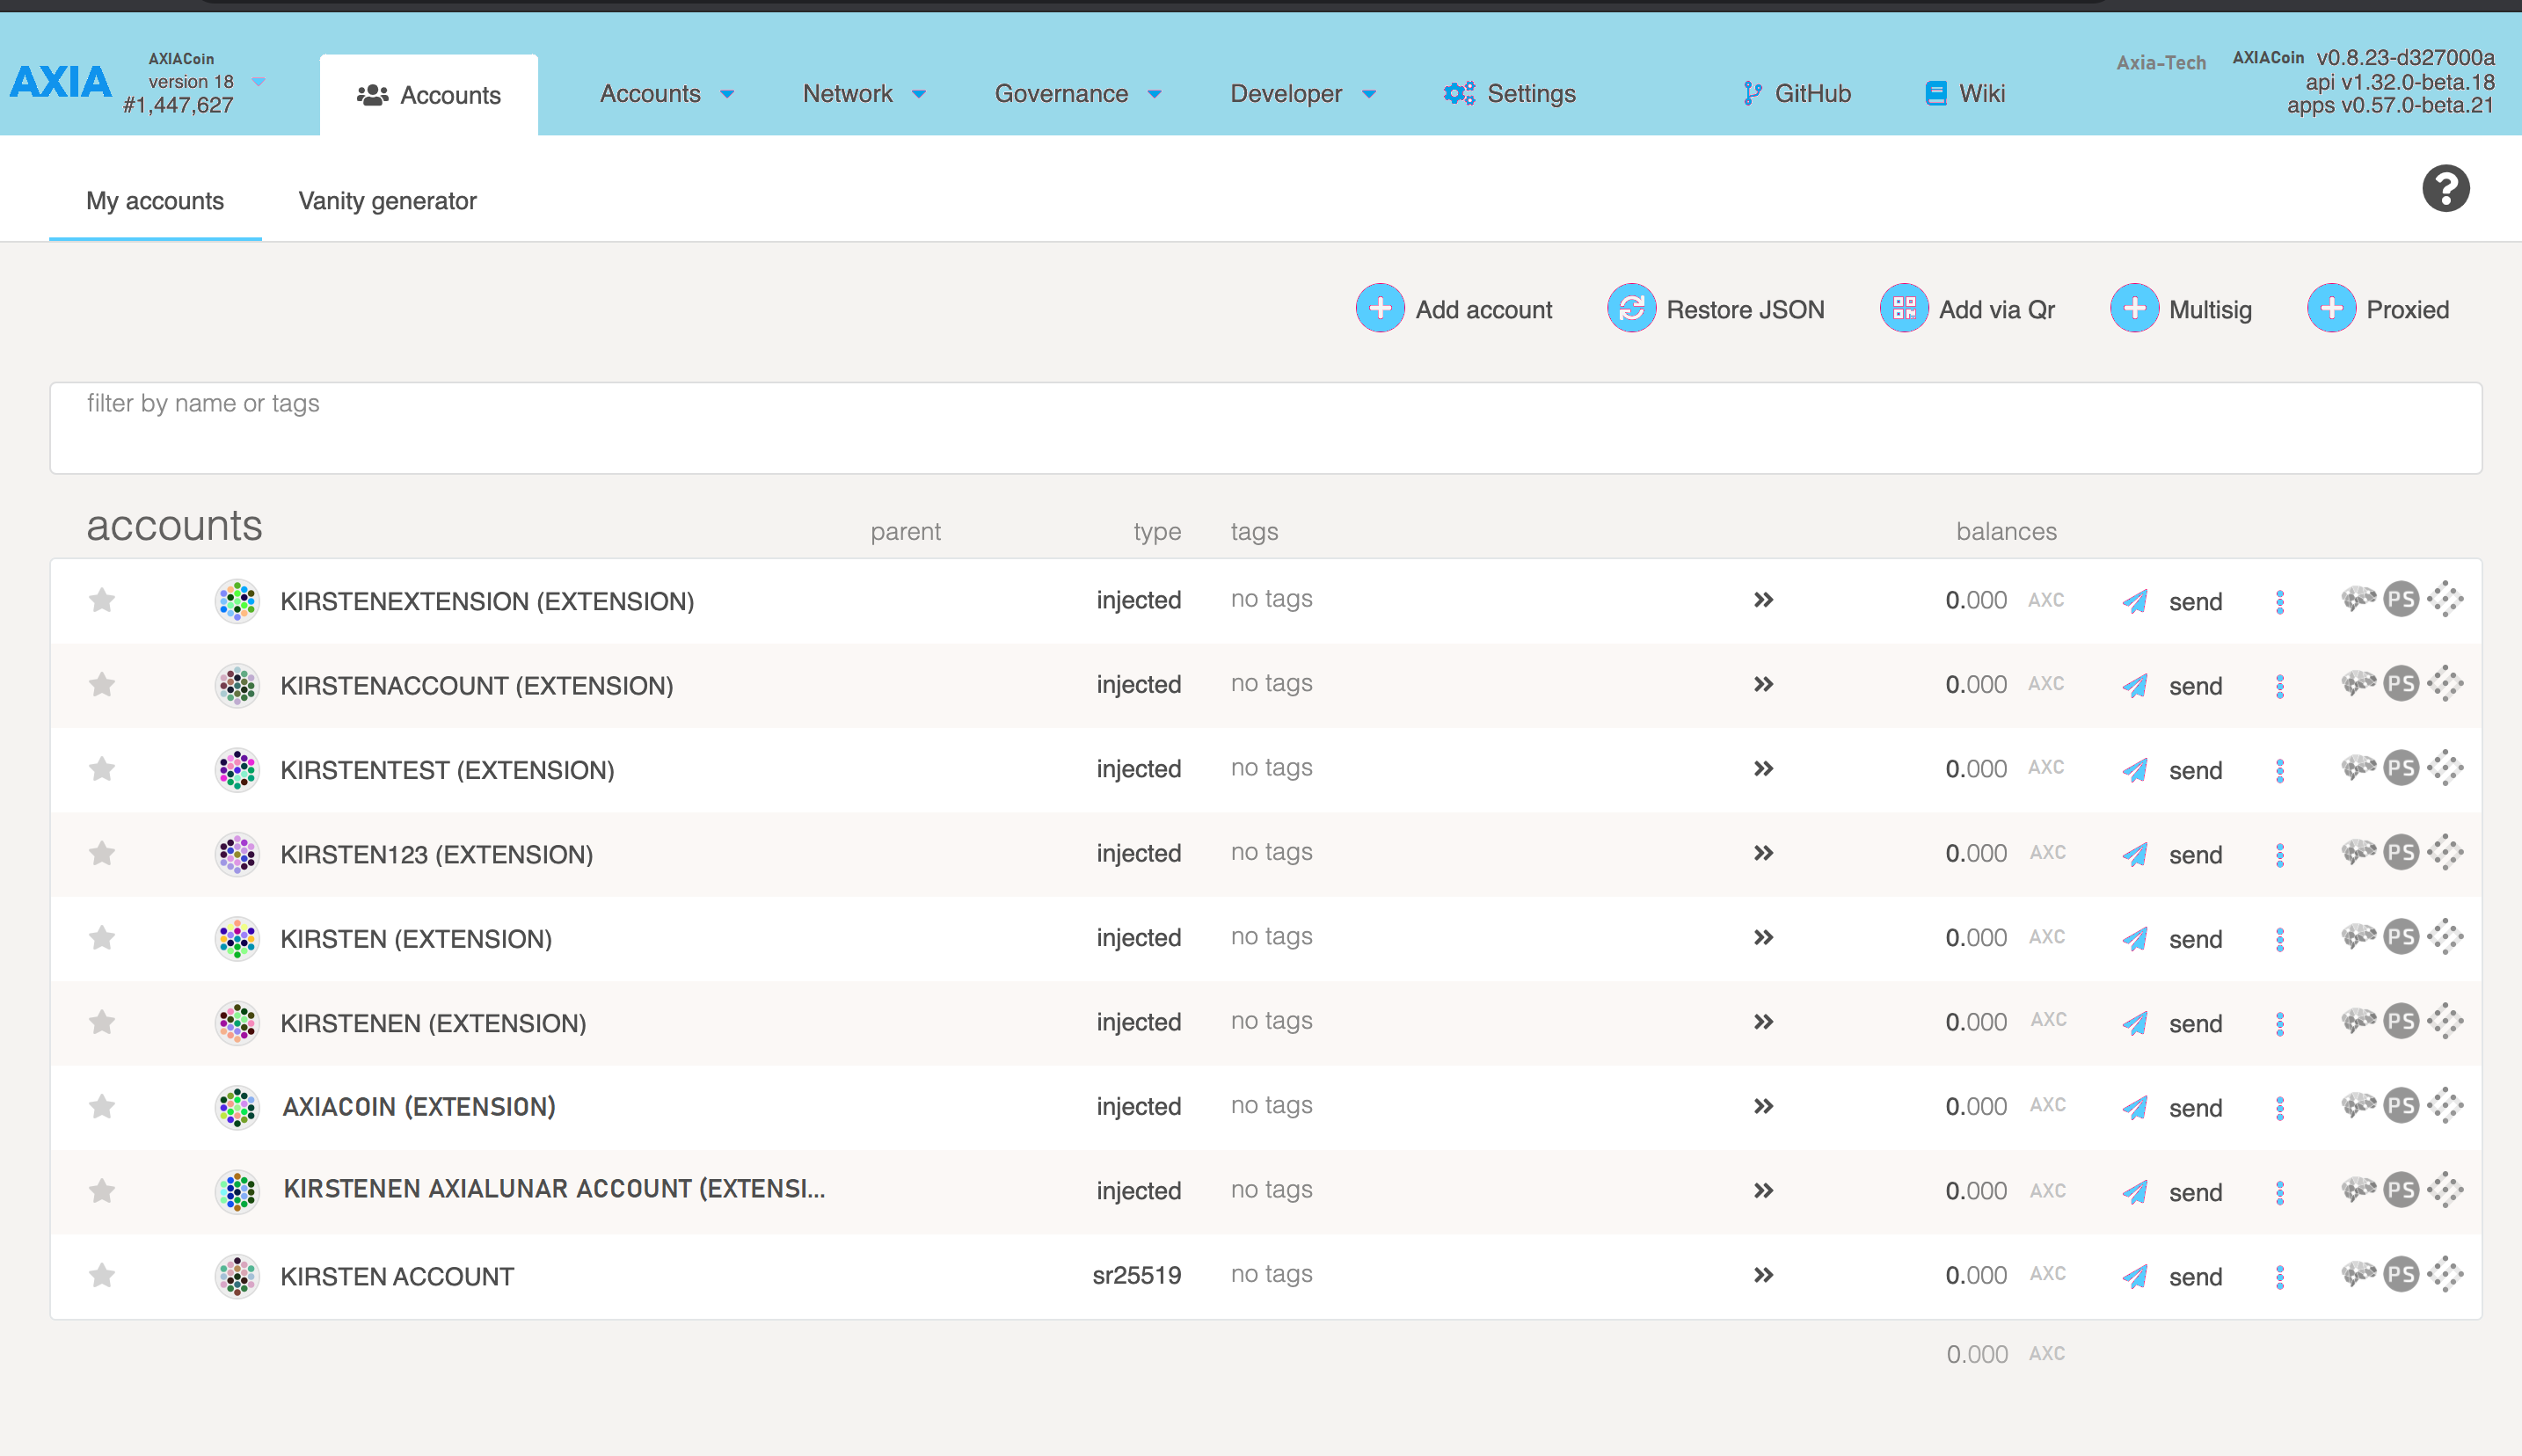 AXIA
AXIACoin
version 18
#1,447,627
Accounts
Accounts
Network
Governance
Developer
Settings
GitHub
Wiki
Axia-Tech
AXIACoin v0.8.23-d327000a
api v1.32.0-beta.18
apps v0.57.0-beta.21
My accounts
Vanity generator
?
Add account
Restore JSON
Add via Qr
Multisig
Proxied
filter by name or tags
accounts parent type tags balances
KIRSTENEXTENSION (EXTENSION) injected no tags 0.000 AXC send PS
KIRSTENACCOUNT (EXTENSION) injected no tags 0.000 AXC send PS
KIRSTENTEST (EXTENSION) injected no tags 0.000 AXC send PS
KIRSTEN123 (EXTENSION) injected no tags 0.000 AXC send PS
KIRSTEN (EXTENSION) injected no tags 0.000 AXC send PS
KIRSTENEN (EXTENSION) injected no tags 0.000 AXC send PS
AXIACOIN (EXTENSION) injected no tags 0.000 AXC send PS
KIRSTENEN AXIALUNAR ACCOUNT (EXTENSI... injected no tags 0.000 AXC send PS
KIRSTEN ACCOUNT sr25519 no tags 0.000 AXC send PS
0.000 AXC